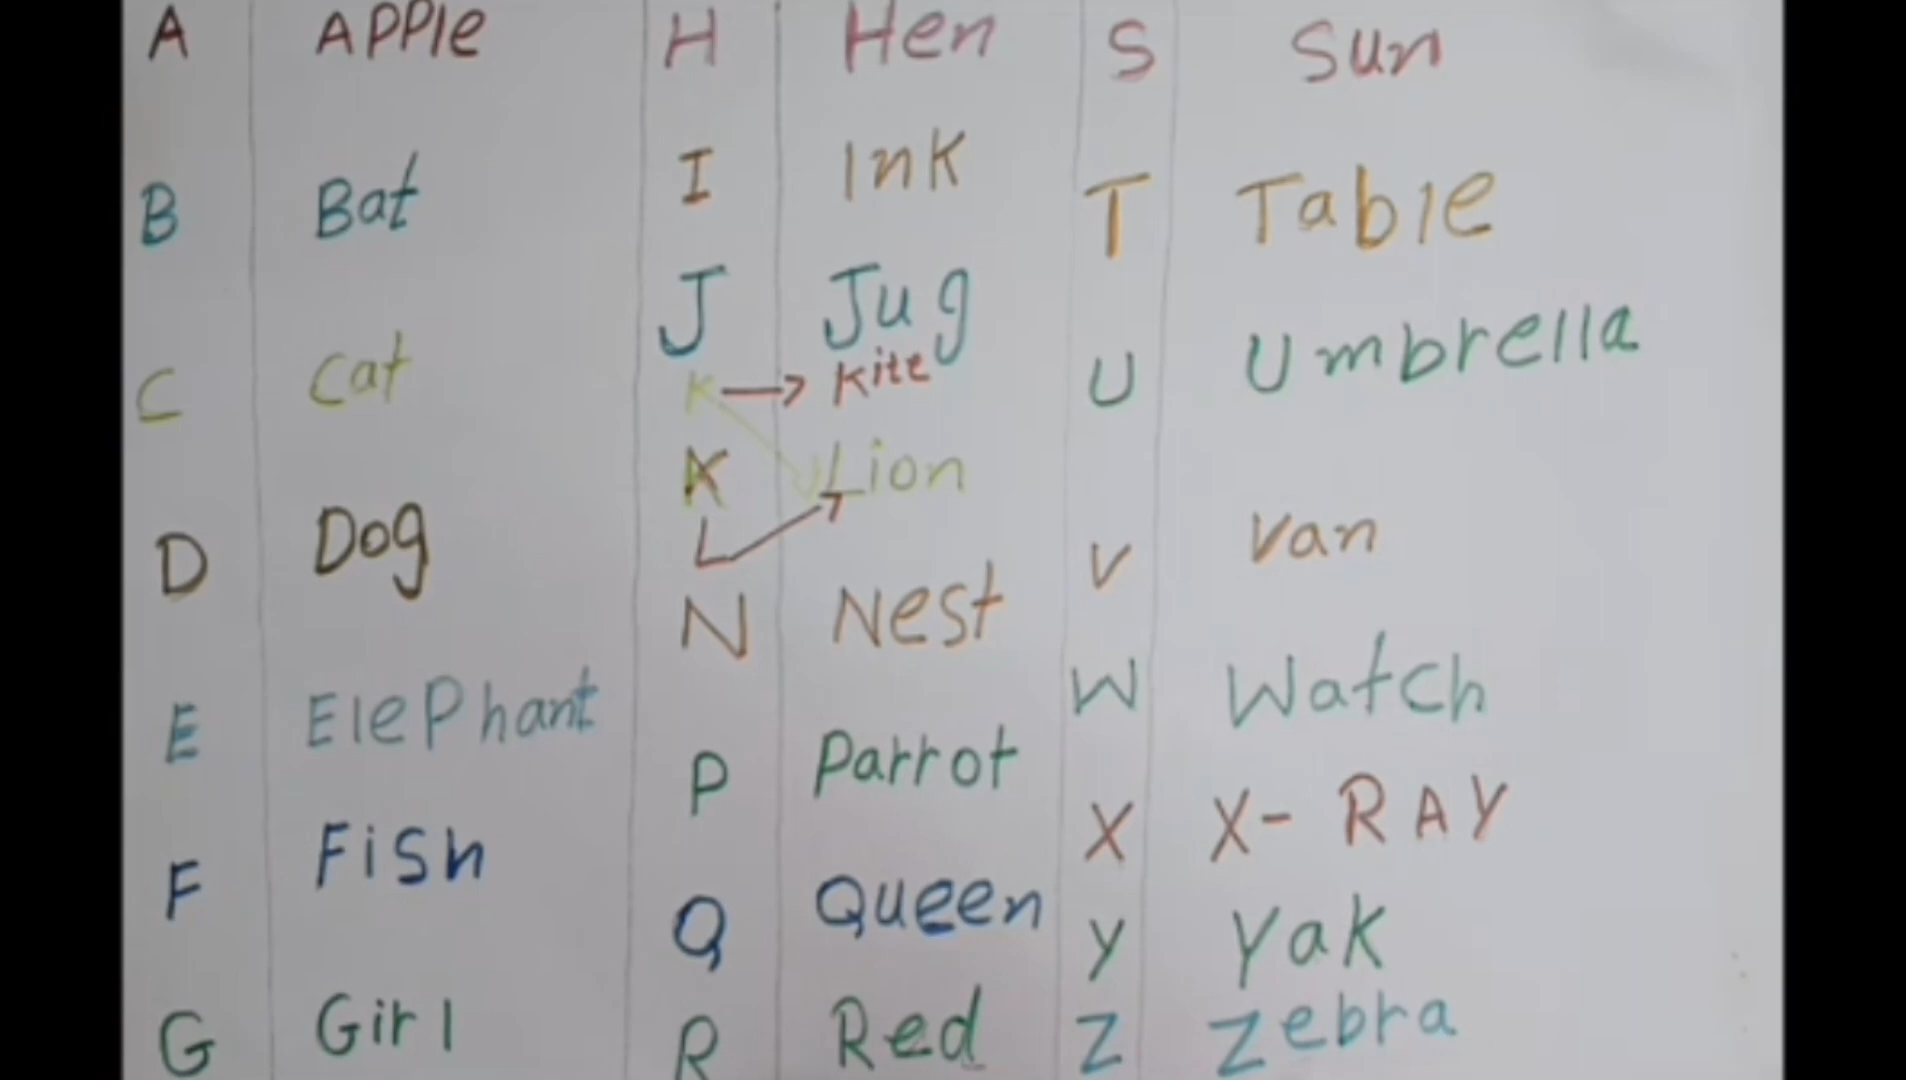 A APPle
B Bat
C Cat
D Dog
E ElePhant
F Fish
G Girl
H Hen
I Ink
J Jug
K → Kite
K Lion
L
N Nest
P Parrot
Q Queen
R Red
S Sun
T Table
U Umbrella
V Van
W Watch
X X-RAY
Y Yak
Z Zebra